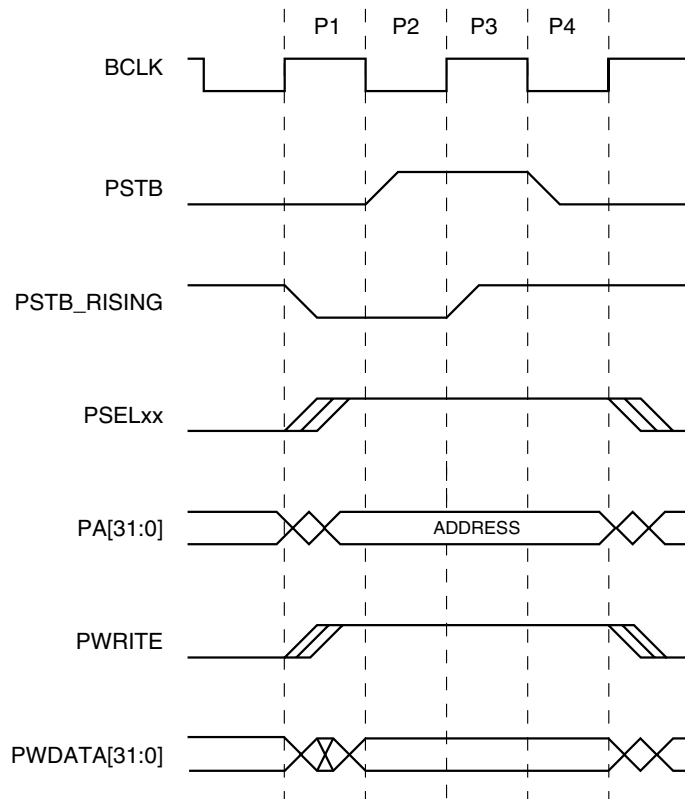 P1 P2 P3 P4
BCLK
PSTB
PSTB_RISING
PSELxx
PA[31:0] ADDRESS
PWRITE
PWDATA[31:0]